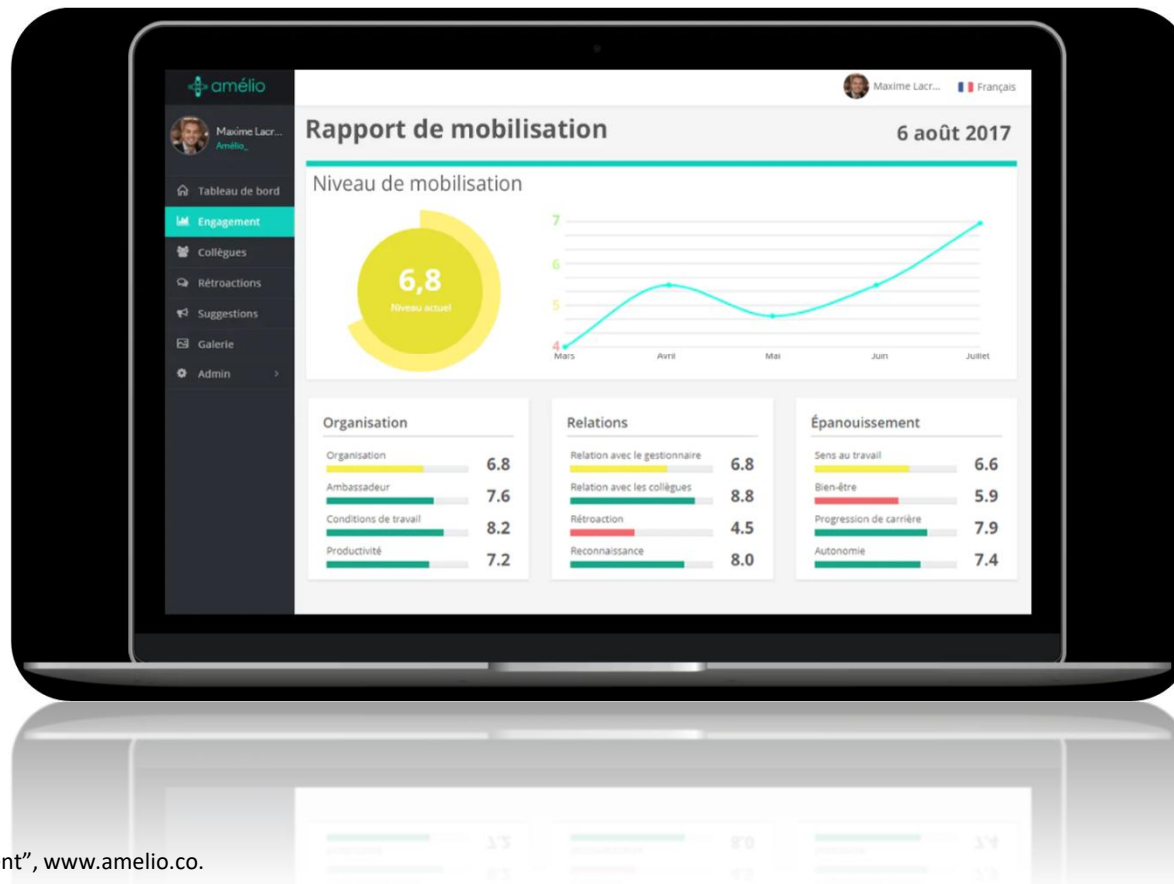 amélio
Maxime Lacr...
Français
Maxime Lacr...
Amélio_
Tableau de bord
Engagement
Collègues
Rétroactions
Suggestions
Galerie
Admin
Rapport de mobilisation
6 août 2017
Niveau de mobilisation
6,8
Niveau actuel
7
6
5
4
Mars Avril Mai Juin Juillet
Organisation
Organisation 6.8
Ambassadeur 7.6
Conditions de travail 8.2
Productivité 7.2
Relations
Relation avec le gestionnaire 6.8
Relation avec les collègues 8.8
Rétroaction 4.5
Reconnaissance 8.0
Épanouissement
Sens au travail 6.6
Bien-être 5.9
Progression de carrière 7.9
Autonomie 7.4
nt”, www.amelio.co.